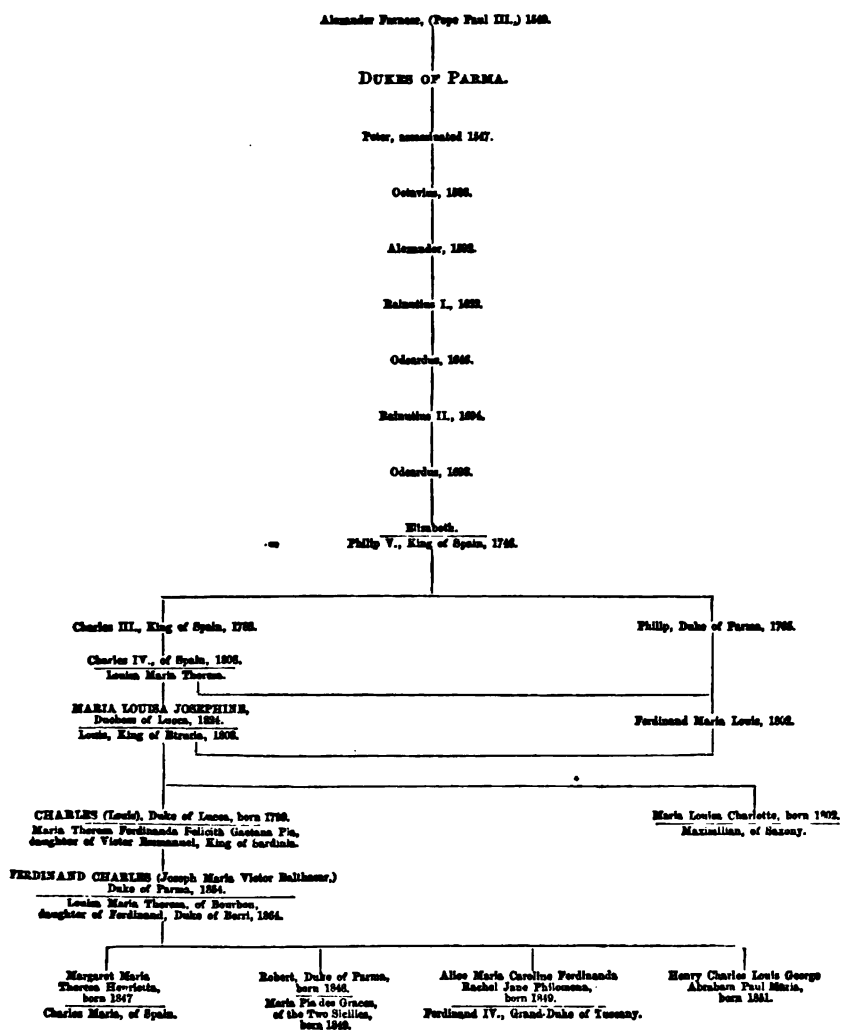 Alexander Farnese, (Pope Paul III.,) 1549.
DUKES OF PARMA.
Peter, assassinated 1547.
Octavius, 1586.
Alexander, 1592.
Rainutius I., 1622.
Odoardus, 1646.
Rainutius II., 1694.
Odoardus, 1693.
Elizabeth.
Philip V., King of Spain, 1746.
Charles III., King of Spain, 1788.
Philip, Duke of Parma, 1765.
Charles IV., of Spain, 1808.
Louisa Maria Theresa.
MARIA LOUISA JOSEPHINE,
Duchess of Lucca, 1824.
Louis, King of Etruria, 1803.
Ferdinand Maria Louis, 1802.
CHARLES (Louis), Duke of Lucca, born 1799.
Maria Theresa Ferdinanda Felicith Gaetana Pia,
daughter of Victor Emmanuel, King of Sardinia.
Maria Louisa Charlotte, born 1802.
Maximilian, of Saxony.
FERDINAND CHARLES (Joseph Maria Victor Balthasar,)
Duke of Parma, 1854.
Louisa Maria Theresa, of Bourbon,
daughter of Ferdinand, Duke of Berri, 1864.
Margaret Maria
Theresa Henrietta,
born 1847
Charles Maria, of Spain.
Robert, Duke of Parma,
born 1848.
Maria Pia des Graces,
of the Two Sicilies,
born 1849.
Alice Maria Caroline Ferdinanda
Rachel Jane Philomena,
born 1849.
Ferdinand IV., Grand-Duke of Tuscany.
Henry Charles Louis George
Abraham Paul Maria,
born 1851.